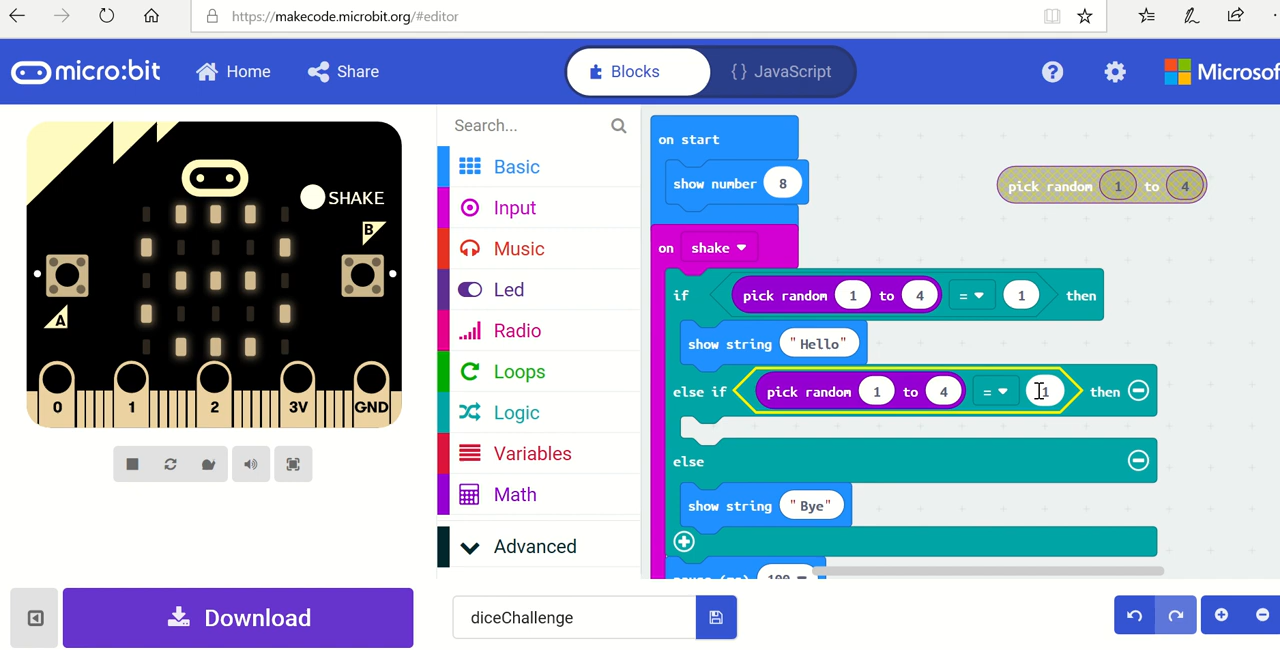 https://makecode.microbit.org/#editor
micro:bit Home Share Blocks {} JavaScript ? Microsof
SHAKE
B
A
0 1 2 3V GND
Search...
Basic
Input
Music
Led
Radio
Loops
Logic
Variables
Math
Advanced
on start
show number 8
pick random 1 to 4
on shake
if pick random 1 to 4 = 1 then
show string "Hello"
else if pick random 1 to 4 = 1 then
else
show string "Bye"
pause (ms) 100
Download
diceChallenge